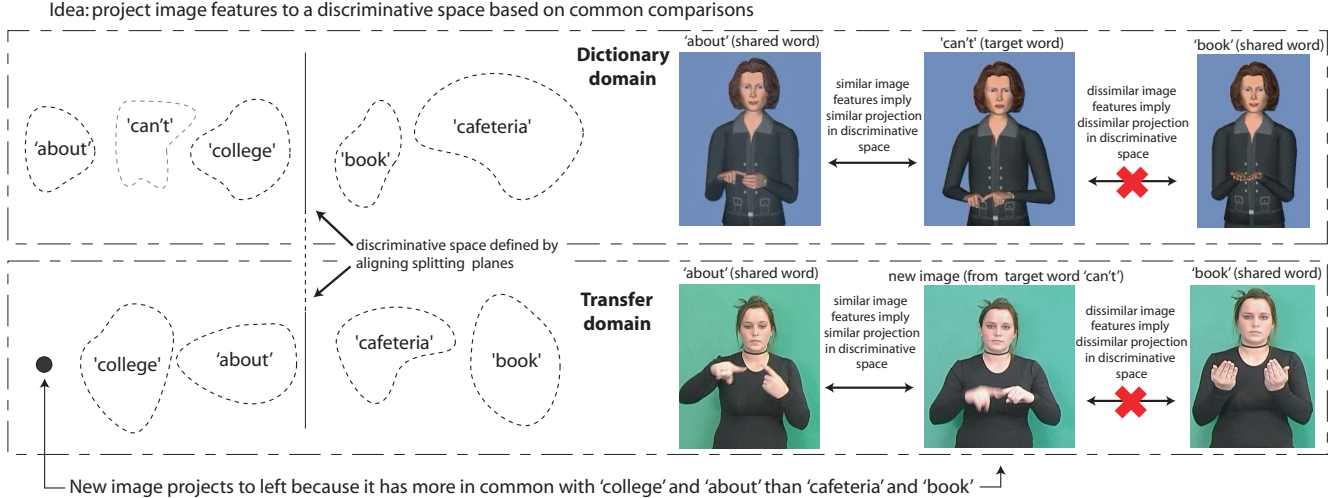 Idea: project image features to a discriminative space based on common comparisons
Dictionary
domain
'about'
'can't'
'college'
'book'
'cafeteria'
'about' (shared word)
similar image
features imply
similar projection
in discriminative
space
'can't' (target word)
dissimilar image
features imply
dissimilar projection
in discriminative
space
'book' (shared word)
discriminative space defined by
aligning splitting planes
Transfer
domain
'college'
'about'
'cafeteria'
'book'
'about' (shared word)
similar image
features imply
similar projection
in discriminative
space
new image (from target word 'can't')
dissimilar image
features imply
dissimilar projection
in discriminative
space
'book' (shared word)
New image projects to left because it has more in common with 'college' and 'about' than 'cafeteria' and 'book'